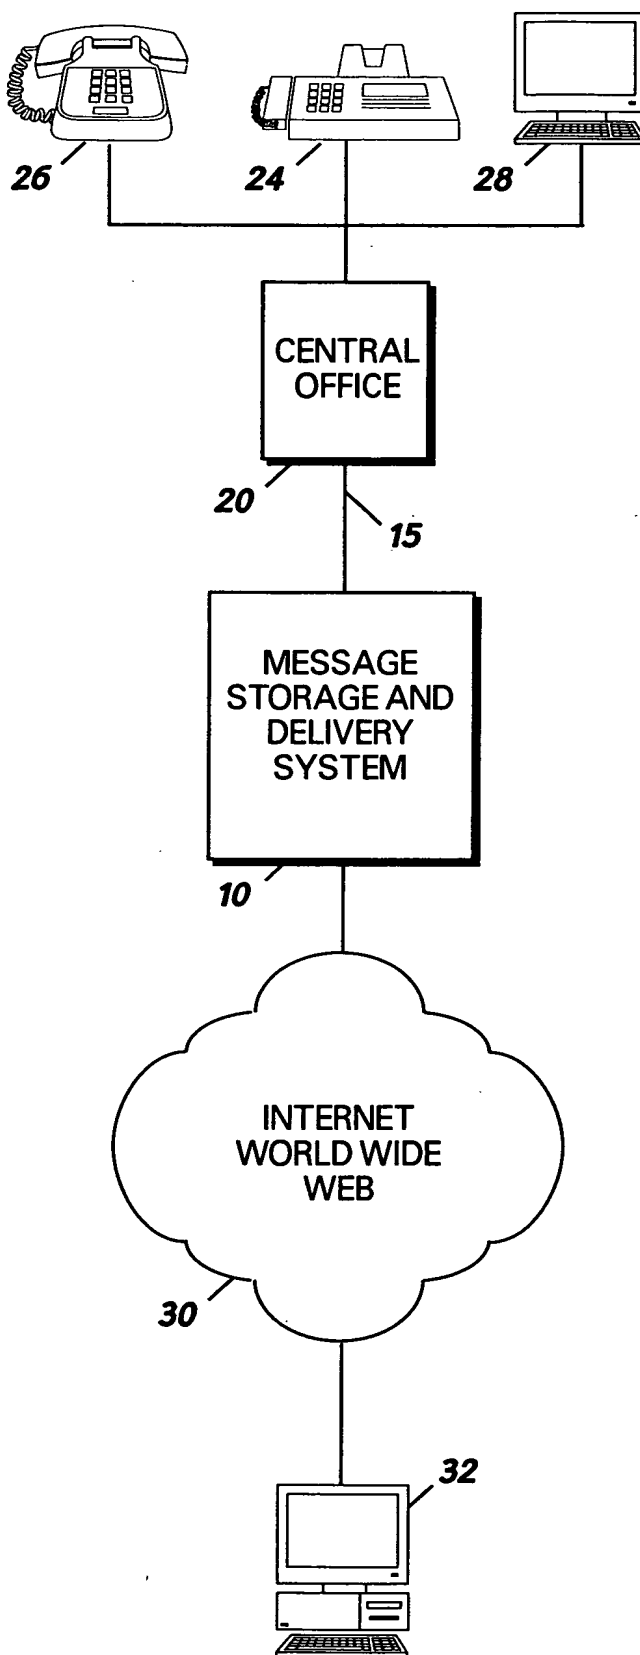 26
24
28
CENTRAL
OFFICE
20
15
MESSAGE
STORAGE AND
DELIVERY
SYSTEM
10
INTERNET
WORLD WIDE
WEB
30
32